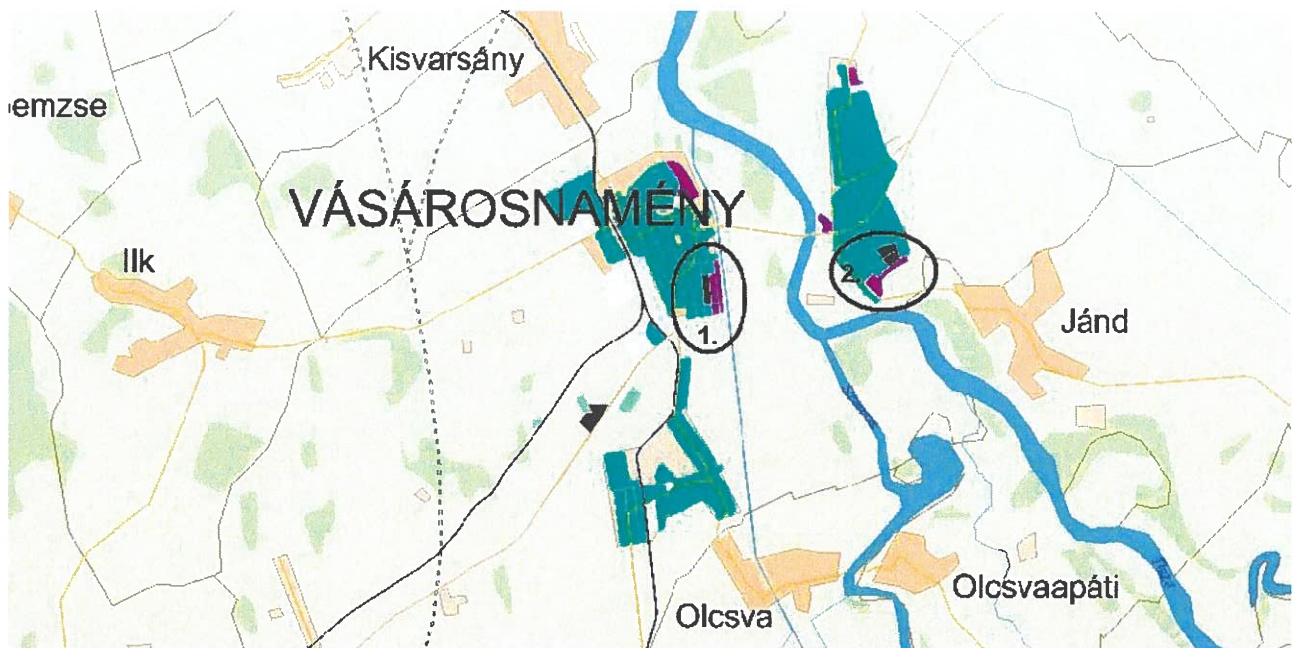 Kisvarsány
emzse
VÁSÁROSNAMÉNY
Ilk
2.
1.
Jánd
Olcsvaapáti
Olcsva